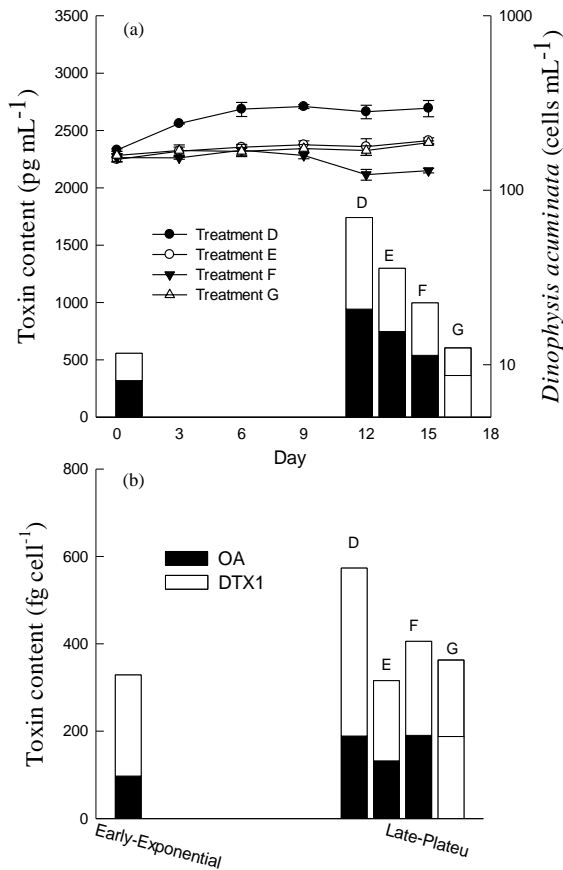 (a)
Toxin content (pg mL-1)
3500
3000
2500
2000
1500
1000
500
0
Treatment D
Treatment E
Treatment F
Treatment G
D
E
F
G
1000
100
10
Dinophysis acuminata (cells mL-1)
0 3 6 9 12 15 18
Day
(b)
Toxin content (fg cell-1)
800
600
400
200
0
OA
DTX1
D
E
F
G
Early-Exponential
Late-Plateu